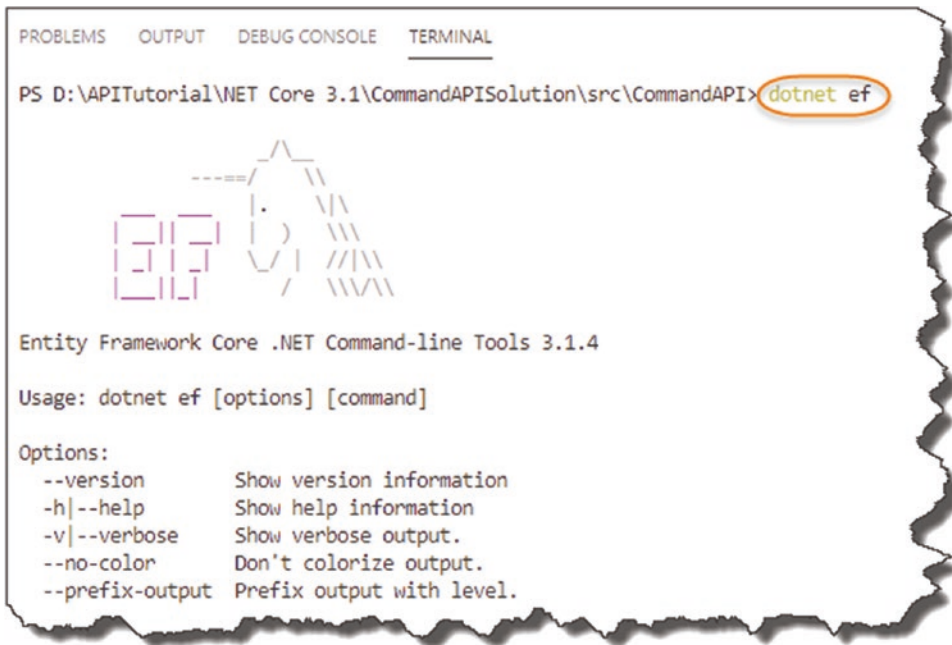 PROBLEMS OUTPUT DEBUG CONSOLE TERMINAL
PS D:\APITutorial\NET Core 3.1\CommandAPISolution\src\CommandAPI> dotnet ef
EF
Entity Framework Core .NET Command-line Tools 3.1.4
Usage: dotnet ef [options] [command]
Options:
--version Show version information
-h|--help Show help information
-v|--verbose Show verbose output.
--no-color Don't colorize output.
--prefix-output Prefix output with level.